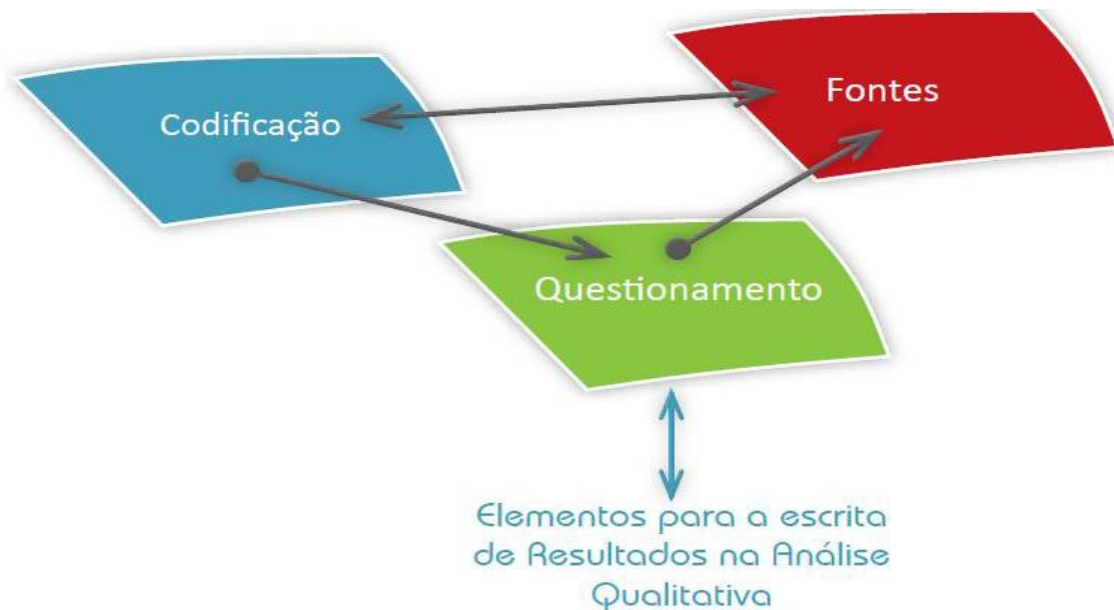 Codificação
Fontes
Questionamento
Elementos para a escrita
de Resultados na Análise
Qualitativa